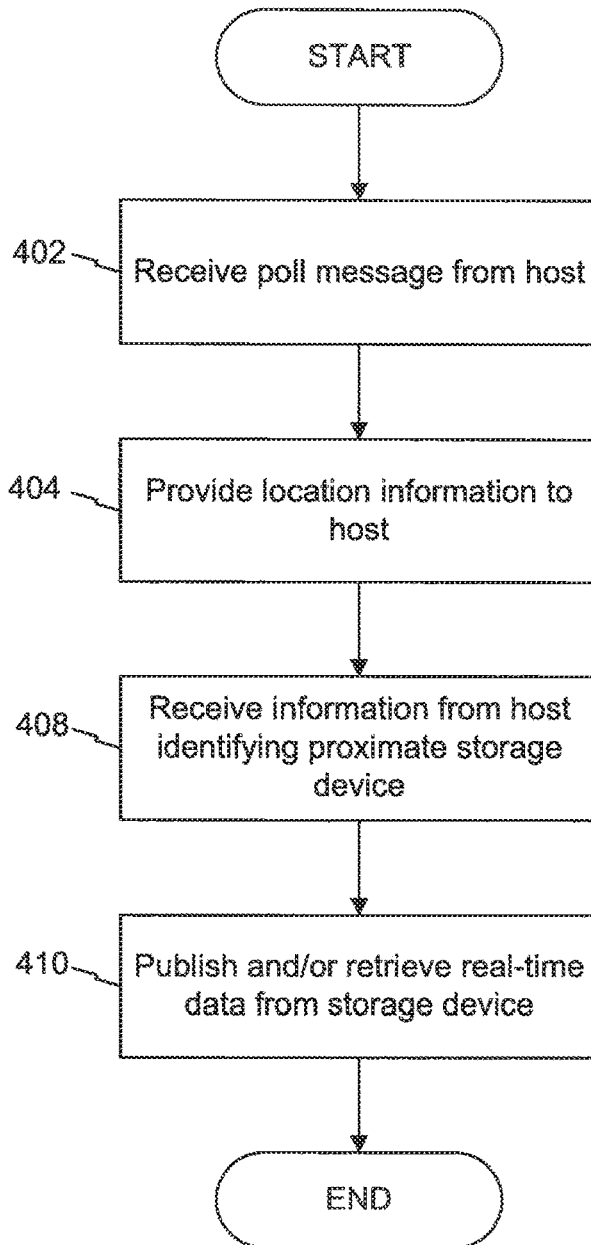 START
402
Receive poll message from host
404
Provide location information to
host
408
Receive information from host
identifying proximate storage
device
410
Publish and/or retrieve real-time
data from storage device
END